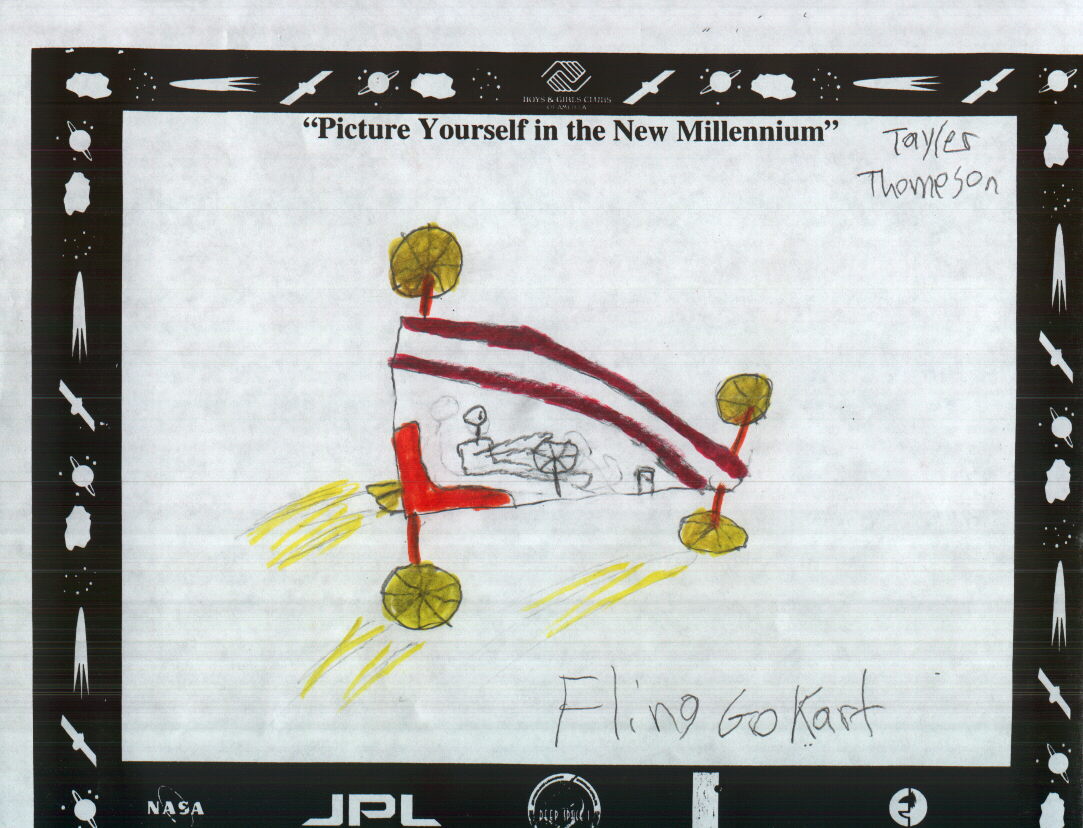 BOYS & GIRLS CLUBS
OF AMERICA
“Picture Yourself in the New Millennium”
Tayler
Thomeson
Fling Go Kart
NASA
JPL
DEEP SPACE 1